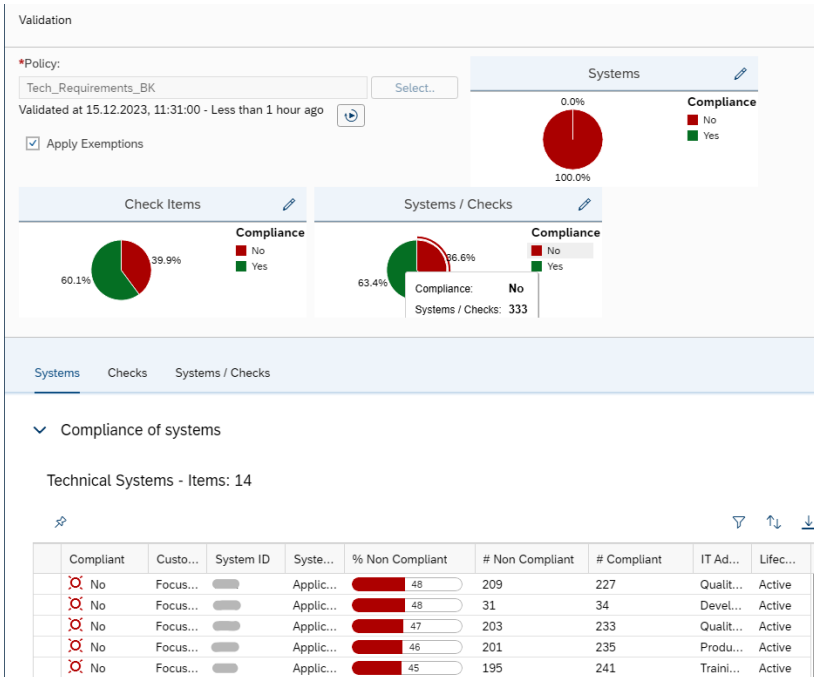 Validation
*Policy:
Tech_Requirements_BK
Select..
Validated at 15.12.2023, 11:31:00 - Less than 1 hour ago
Apply Exemptions
Systems
0.0%
100.0%
Compliance
No
Yes
Check Items
39.9%
60.1%
Compliance
No
Yes
Systems / Checks
36.6%
63.4%
Compliance
No
Yes
Compliance: No
Systems / Checks: 333
Systems Checks Systems / Checks
Compliance of systems
Technical Systems - Items: 14
Compliant Custo... System ID Syste... % Non Compliant # Non Compliant # Compliant IT Ad... Lifec...
No Focus... Applic... 48 209 227 Qualit... Active
No Focus... Applic... 48 31 34 Devel... Active
No Focus... Applic... 47 203 233 Qualit... Active
No Focus... Applic... 46 201 235 Produ... Active
No Focus... Applic... 45 195 241 Traini... Active